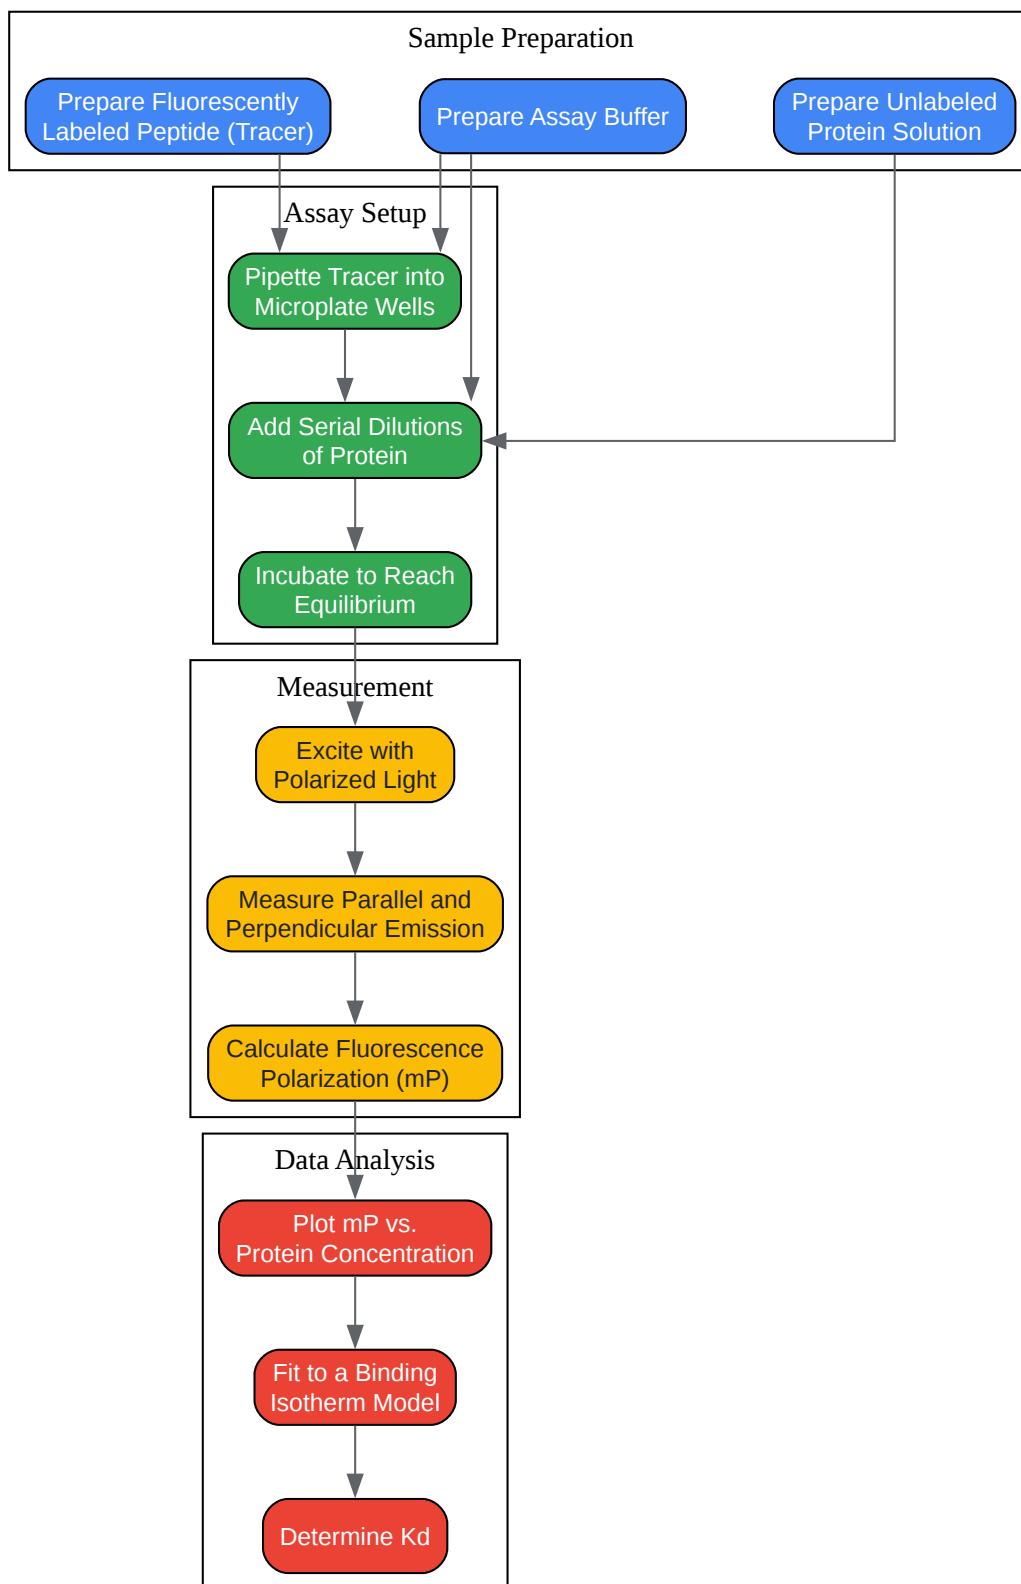 Sample Preparation
Prepare Fluorescently
Labeled Peptide (Tracer)
Prepare Assay Buffer
Prepare Unlabeled
Protein Solution
Assay Setup
Pipette Tracer into
Microplate Wells
Add Serial Dilutions
of Protein
Incubate to Reach
Equilibrium
Measurement
Excite with
Polarized Light
Measure Parallel and
Perpendicular Emission
Calculate Fluorescence
Polarization (mP)
Data Analysis
Plot mP vs.
Protein Concentration
Fit to a Binding
Isotherm Model
Determine Kd